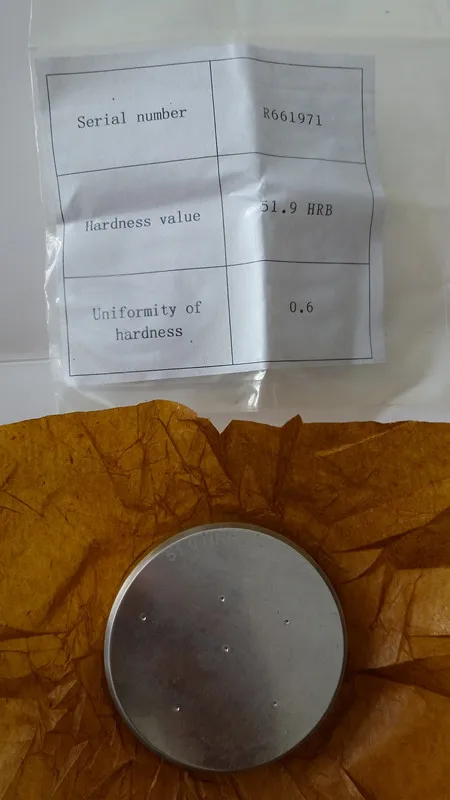 Serial number R661971
Hardness value 51.9 HRB
Uniformity of 0.6
hardness